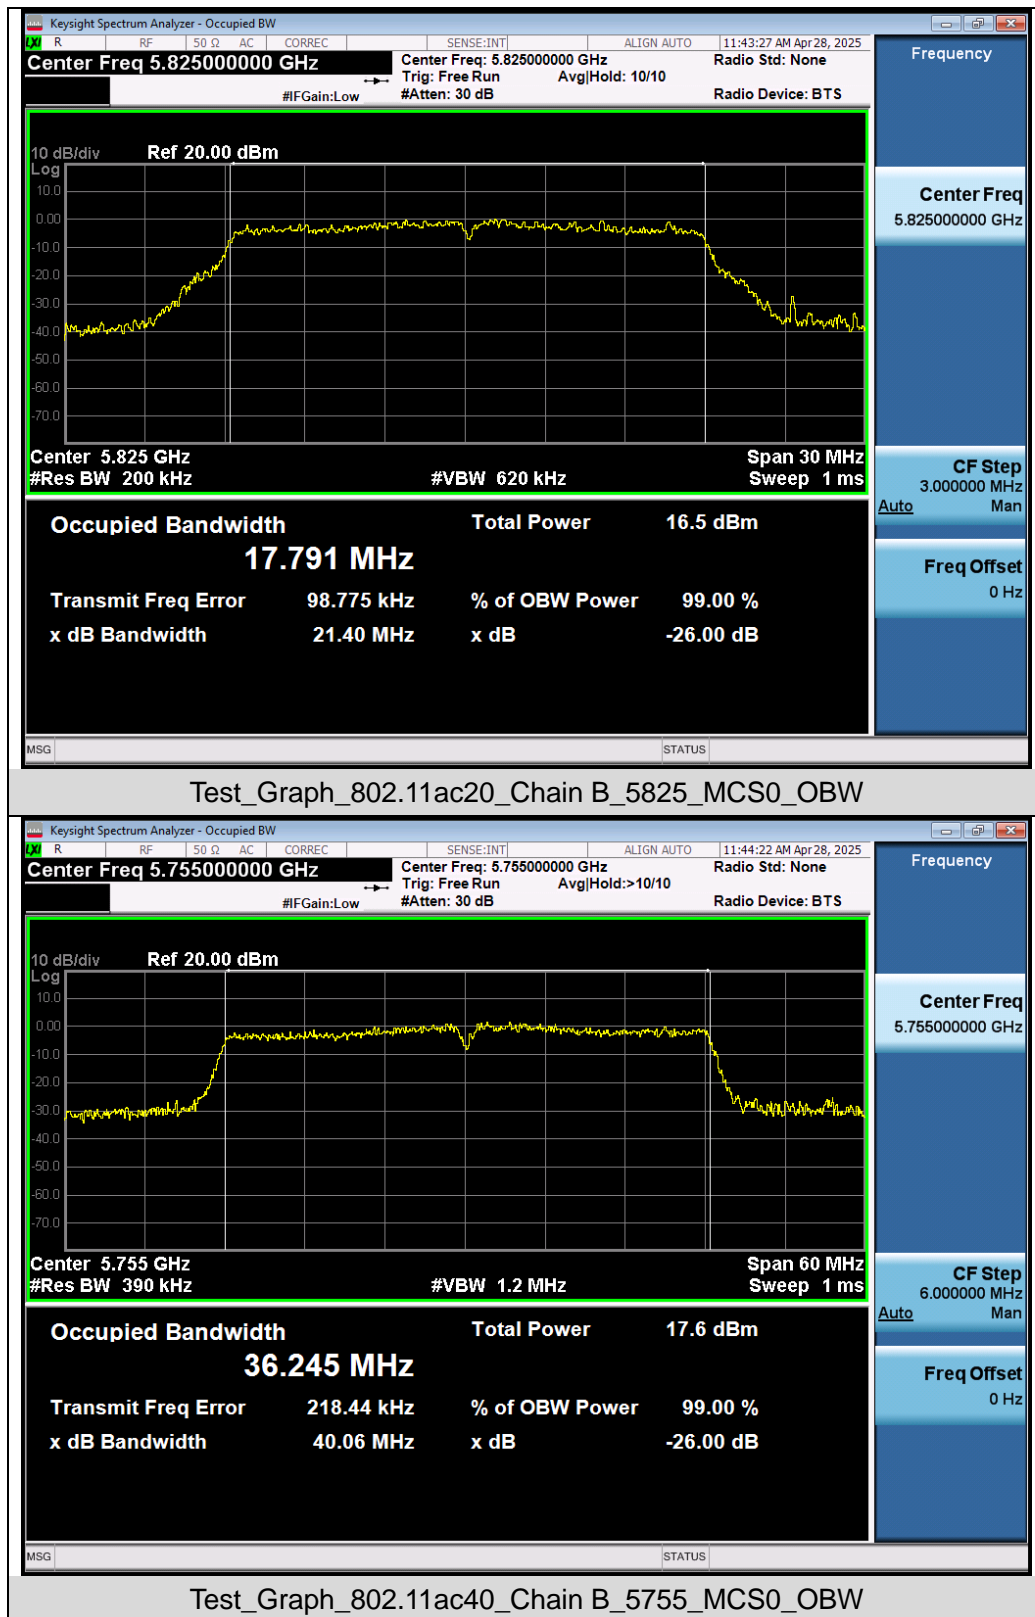 Keysight Spectrum Analyzer - Occupied BW
LXI R RF 50 Ω AC CORREC SENSE:INT ALIGN AUTO 11:43:27 AM Apr 28, 2025
Center Freq 5.825000000 GHz
Center Freq: 5.825000000 GHz
Radio Std: None
Trig: Free Run Avg|Hold: 10/10
#IFGain:Low
#Atten: 30 dB
Radio Device: BTS
Frequency
10 dB/div Ref 20.00 dBm
Log
10.0
0.00
-10.0
-20.0
-30.0
-40.0
-50.0
-60.0
-70.0
Center 5.825 GHz Span 30 MHz
#Res BW 200 kHz #VBW 620 kHz Sweep 1 ms
Center Freq
5.825000000 GHz
CF Step
3.000000 MHz
Auto Man
Freq Offset
0 Hz
Occupied Bandwidth Total Power 16.5 dBm
17.791 MHz
Transmit Freq Error 98.775 kHz % of OBW Power 99.00 %
x dB Bandwidth 21.40 MHz x dB -26.00 dB
MSG STATUS
Test_Graph_802.11ac20_Chain B_5825_MCS0_OBW
Keysight Spectrum Analyzer - Occupied BW
LXI R RF 50 Ω AC CORREC SENSE:INT ALIGN AUTO 11:44:22 AM Apr 28, 2025
Center Freq 5.755000000 GHz
Center Freq: 5.755000000 GHz
Radio Std: None
Trig: Free Run Avg|Hold:>10/10
#IFGain:Low
#Atten: 30 dB
Radio Device: BTS
Frequency
10 dB/div Ref 20.00 dBm
Log
10.0
0.00
-10.0
-20.0
-30.0
-40.0
-50.0
-60.0
-70.0
Center 5.755 GHz Span 60 MHz
#Res BW 390 kHz #VBW 1.2 MHz Sweep 1 ms
Center Freq
5.755000000 GHz
CF Step
6.000000 MHz
Auto Man
Freq Offset
0 Hz
Occupied Bandwidth Total Power 17.6 dBm
36.245 MHz
Transmit Freq Error 218.44 kHz % of OBW Power 99.00 %
x dB Bandwidth 40.06 MHz x dB -26.00 dB
MSG STATUS
Test_Graph_802.11ac40_Chain B_5755_MCS0_OBW